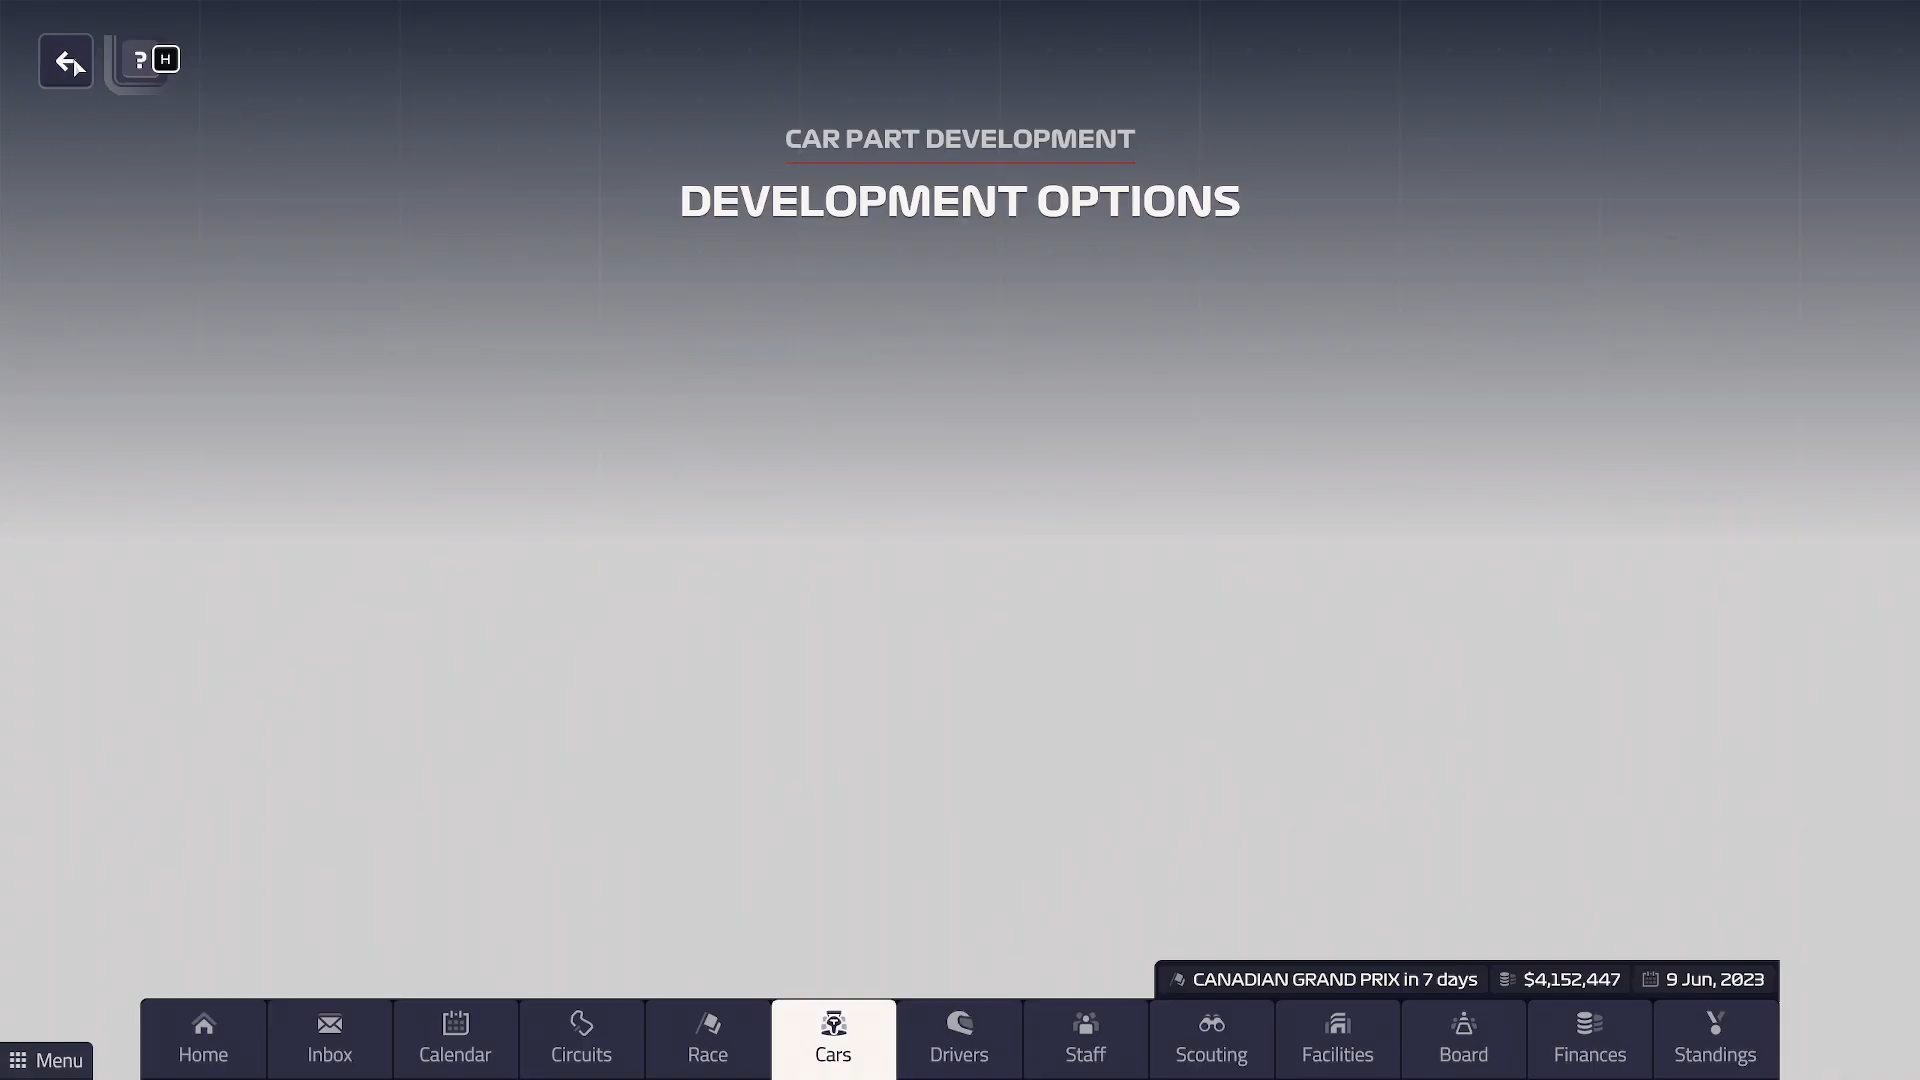 ? H
CAR PART DEVELOPMENT
DEVELOPMENT OPTIONS
CANADIAN GRAND PRIX in 7 days $4,152,447 9 Jun, 2023
Menu Home Inbox Calendar Circuits Race Cars Drivers Staff Scouting Facilities Board Finances Standings